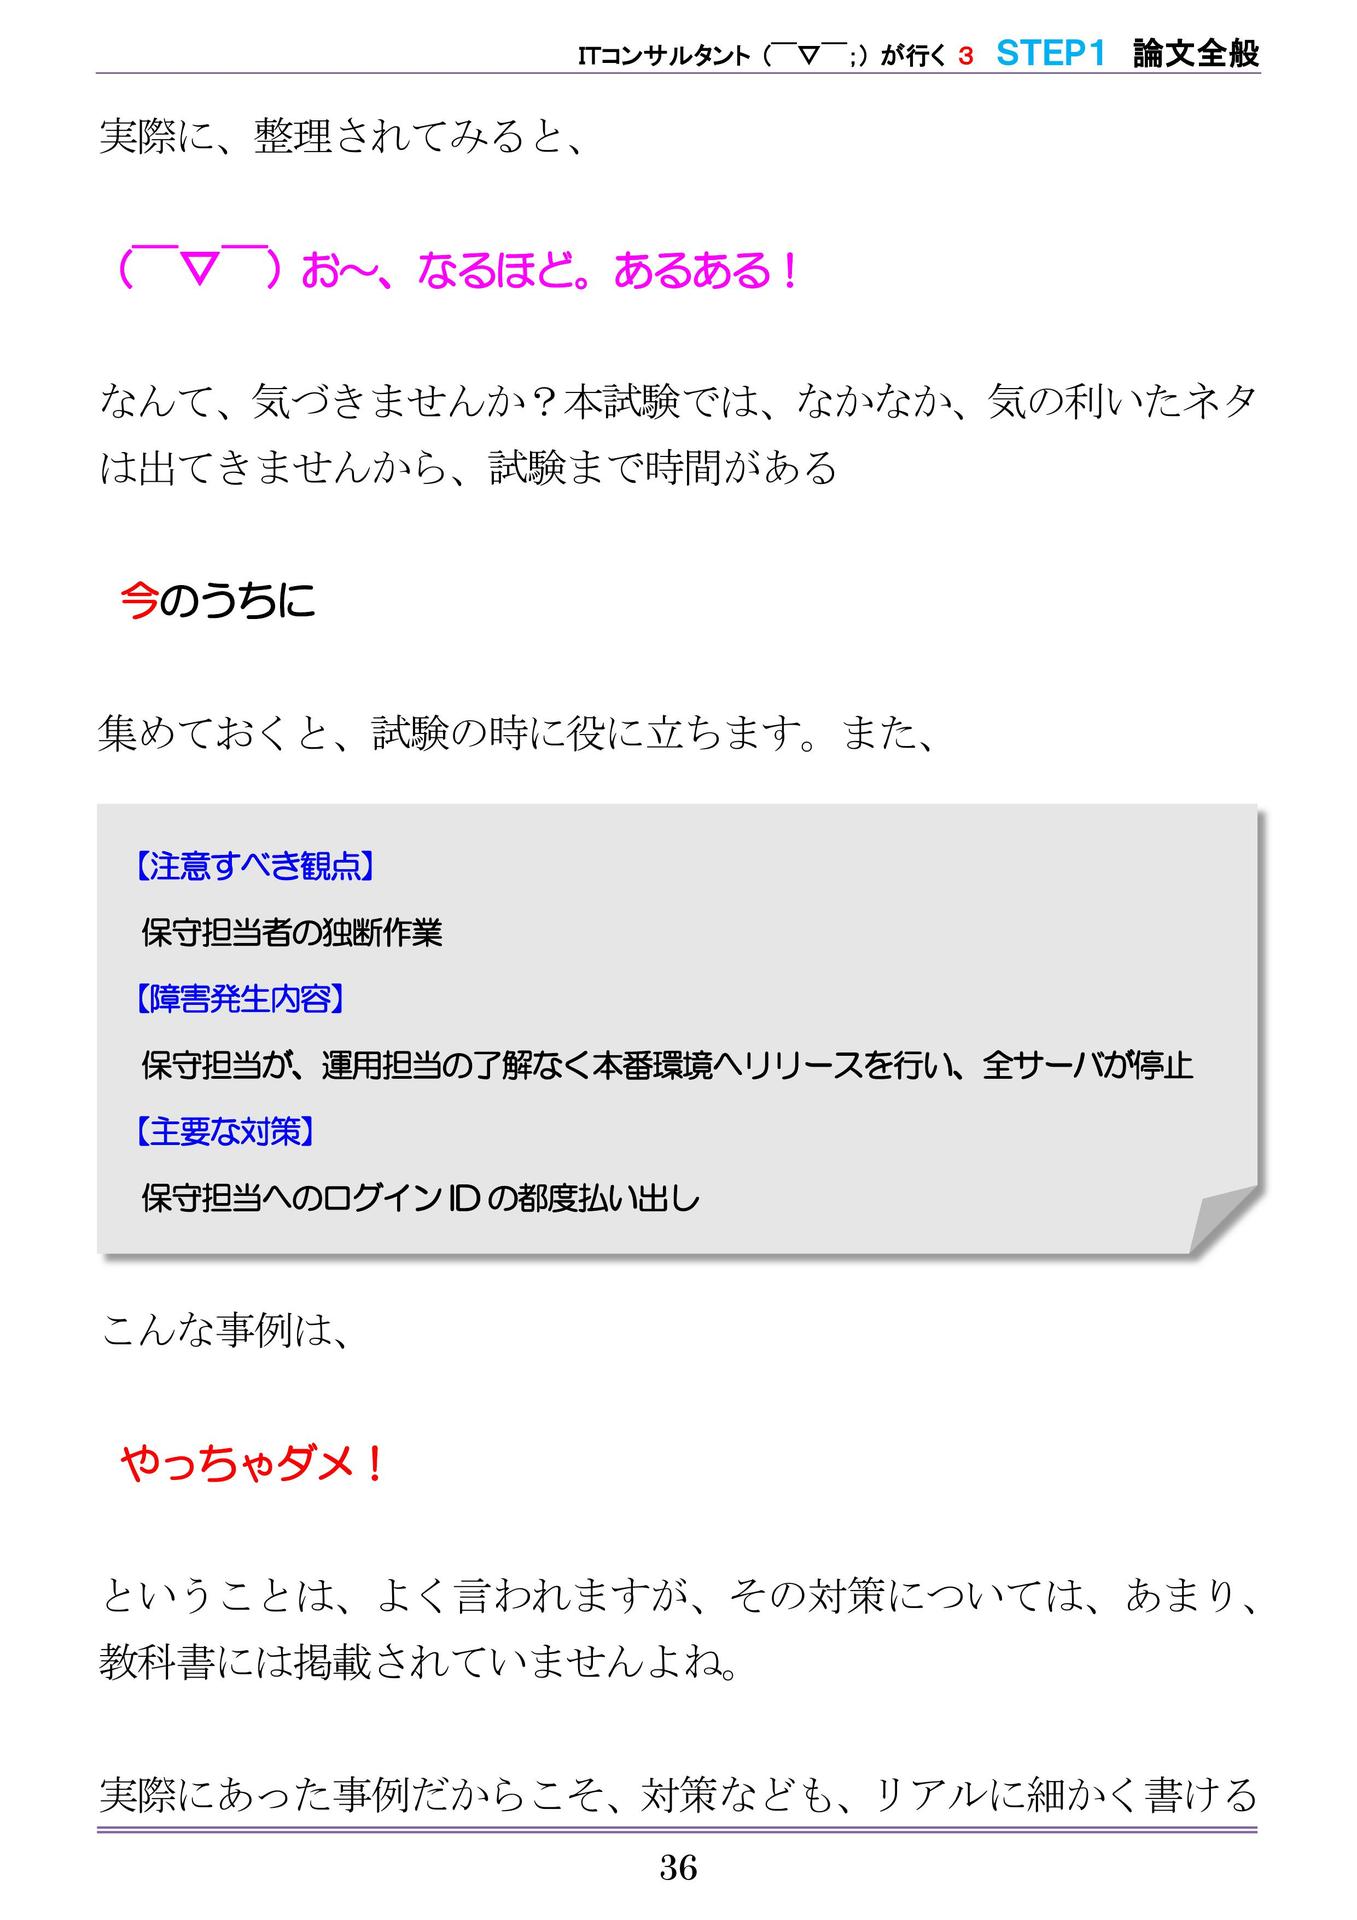 ITコンサルタント（￣▽￣；）が行く 3 STEP1 論文全般
実際に、整理されてみると、
（￣▽￣）お～、なるほど。あるある！
なんて、気づきませんか？本試験では、なかなか、気の利いたネタ
は出てきませんから、試験まで時間がある
今のうちに
集めておくと、試験の時に役に立ちます。また、
【注意すべき観点】
保守担当者の独断作業
【障害発生内容】
保守担当が、運用担当の了解なく本番環境へリリースを行い、全サーバが停止
【主要な対策】
保守担当へのログイン ID の都度払い出し
こんな事例は、
やっちゃダメ！
ということは、よく言われますが、その対策については、あまり、
教科書には掲載されていませんよね。
実際にあった事例だからこそ、対策なども、リアルに細かく書ける
36